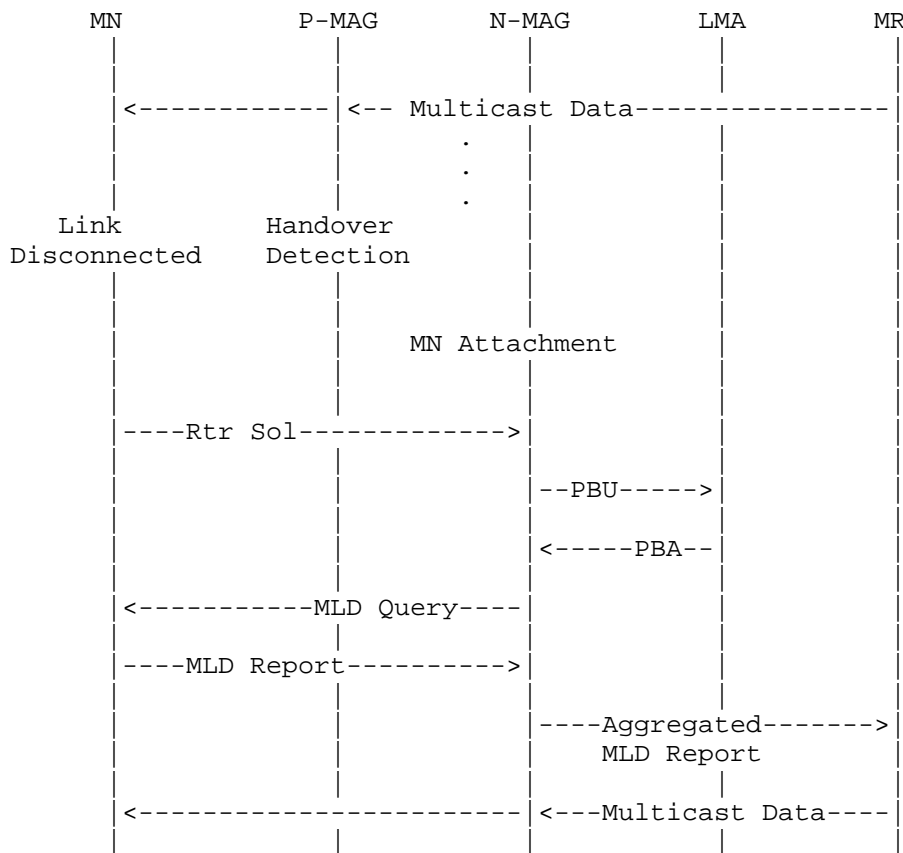 MN P-MAG N-MAG LMA MR
| | | | |
| | | | |
|<------------|<-- Multicast Data----------------|
| | . | | |
| | . | | |
| | . | | |
Link Handover | | |
Disconnected Detection | | |
| | | | |
| | | | |
| | MN Attachment | |
| | | | |
| | | | |
|----Rtr Sol------------->| | |
| | | | |
| | |--PBU----->| |
| | | | |
| | |<-----PBA--| |
| | | | |
|<-----------MLD Query----| | |
| | | | |
|----MLD Report---------->| | |
| | | | |
| | |----Aggregated------->|
| | | MLD Report |
| | | | |
|<------------------------|<---Multicast Data----|
| | | | |